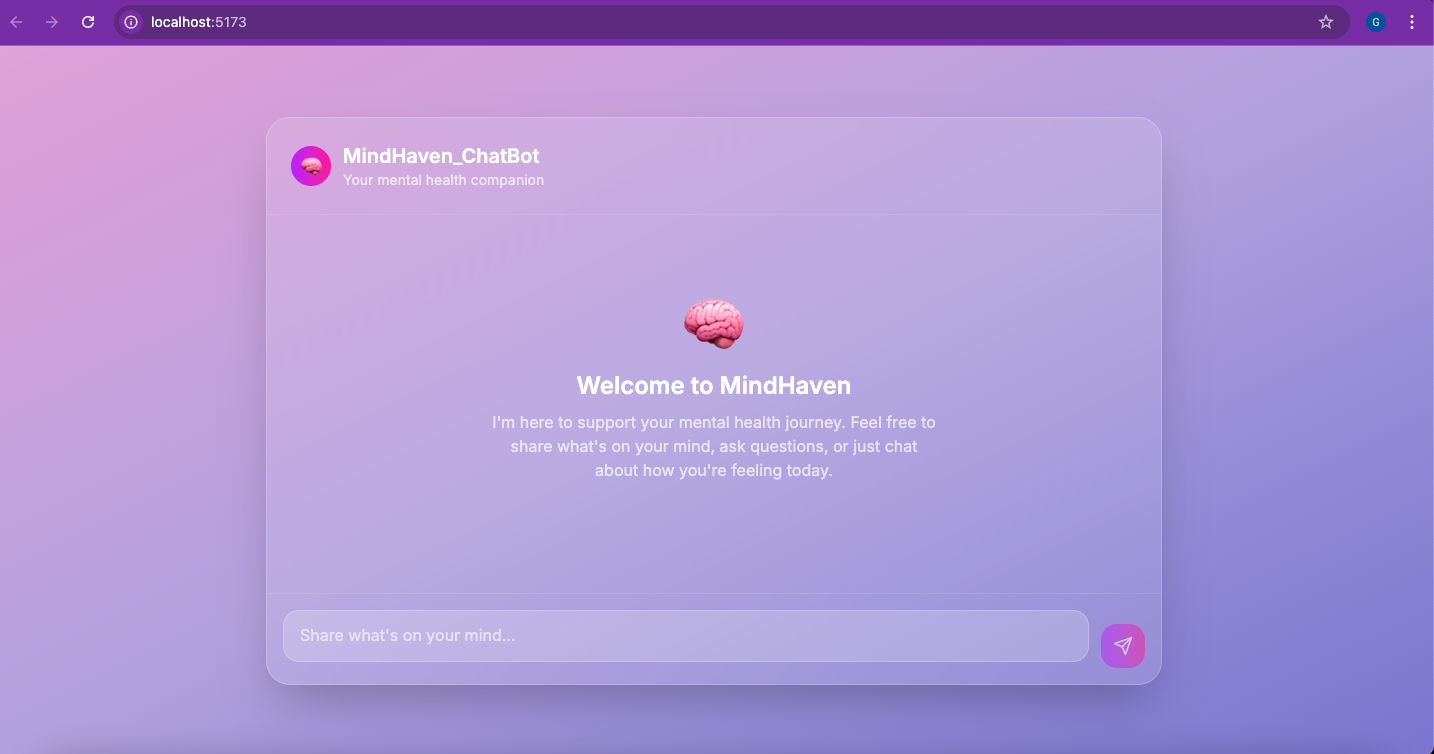 localhost:5173
G
MindHaven_ChatBot
Your mental health companion
Welcome to MindHaven
I'm here to support your mental health journey. Feel free to
share what's on your mind, ask questions, or just chat
about how you're feeling today.
Share what's on your mind...